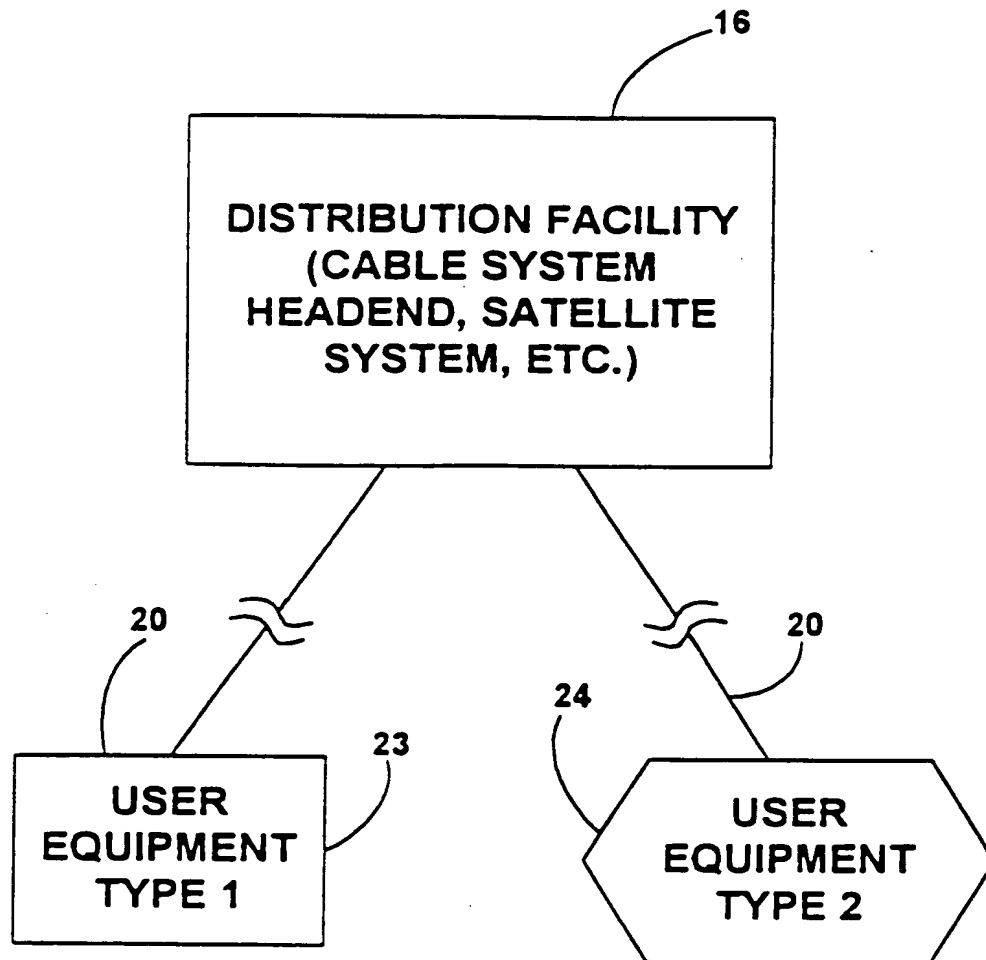 16
DISTRIBUTION FACILITY
(CABLE SYSTEM
HEADEND, SATELLITE
SYSTEM, ETC.)
20
20
24
23
USER
EQUIPMENT
TYPE 1
USER
EQUIPMENT
TYPE 2